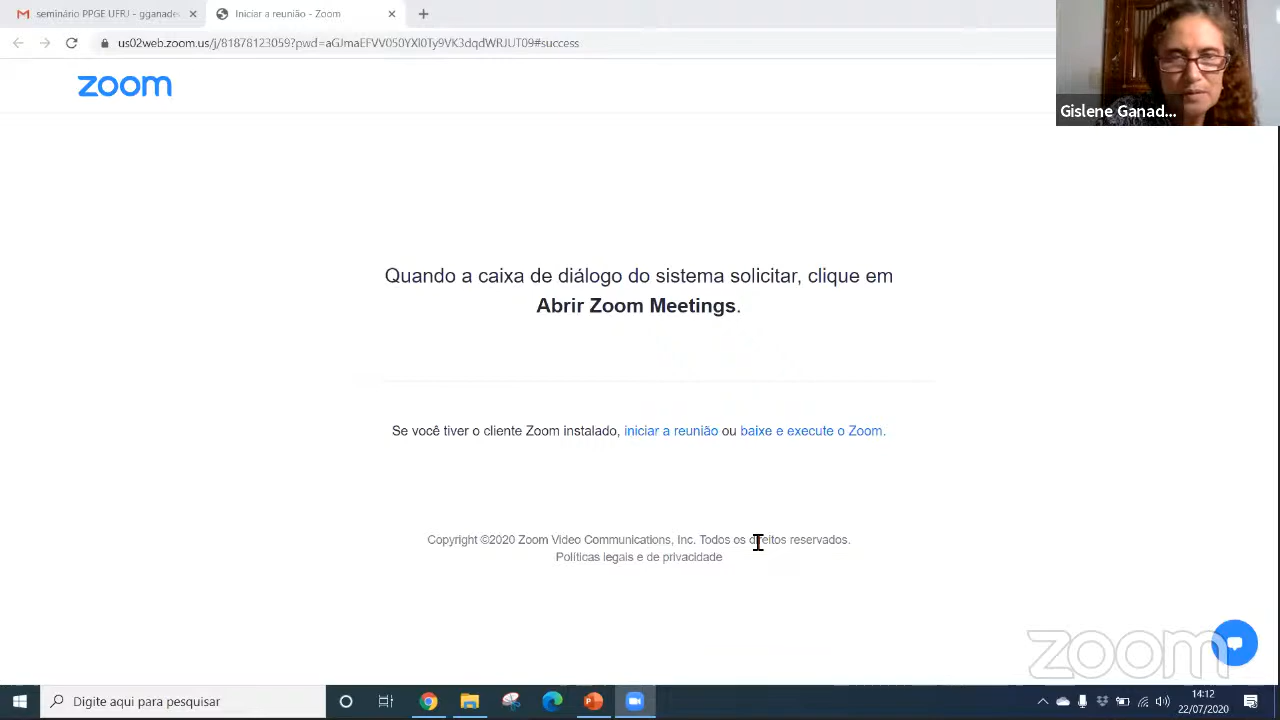 seminário PPGE UFRJ - gganades
Iniciar a reunião - Zoom
us02web.zoom.us/j/81878123059?pwd=aGJmaEFVV050YXl0Ty9VK3dqdWRJUT09#success
zoom
Gislene Ganad...
Quando a caixa de diálogo do sistema solicitar, clique em
Abrir Zoom Meetings.
Se você tiver o cliente Zoom instalado, iniciar a reunião ou baixe e execute o Zoom.
Copyright ©2020 Zoom Video Communications, Inc. Todos os direitos reservados.
Políticas legais e de privacidade
zoom
Digite aqui para pesquisar
14:12
22/07/2020